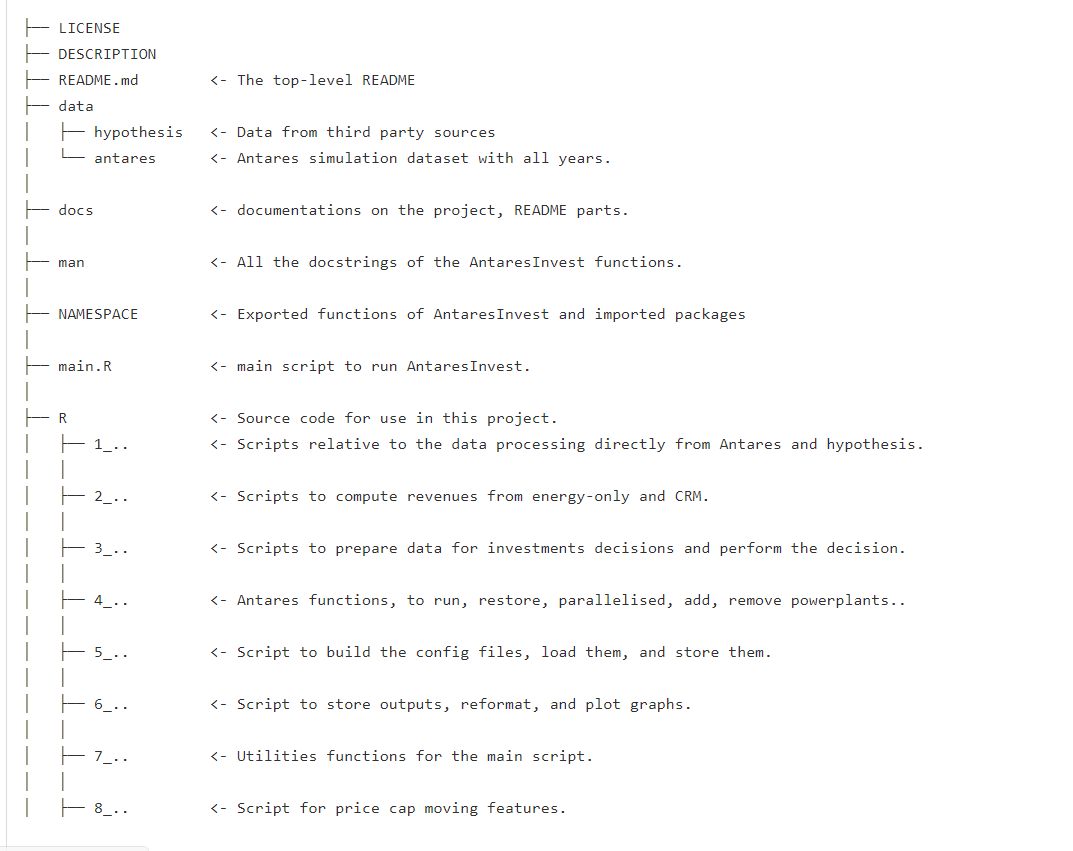 ├── LICENSE
├── DESCRIPTION
├── README.md        <- The top-level README
├── data
│   ├── hypothesis   <- Data from third party sources
│   └── antares      <- Antares simulation dataset with all years.
│
├── docs             <- documentations on the project, README parts.
│
├── man              <- All the docstrings of the AntaresInvest functions.
│
├── NAMESPACE        <- Exported functions of AntaresInvest and imported packages
│
├── main.R           <- main script to run AntaresInvest.
│
├── R                <- Source code for use in this project.
│   ├── 1_..         <- Scripts relative to the data processing directly from Antares and hypothesis.
│   │
│   ├── 2_..         <- Scripts to compute revenues from energy-only and CRM.
│   │
│   ├── 3_..         <- Scripts to prepare data for investments decisions and perform the decision.
│   │
│   ├── 4_..         <- Antares functions, to run, restore, parallelised, add, remove powerplants..
│   │
│   ├── 5_..         <- Script to build the config files, load them, and store them.
│   │
│   ├── 6_..         <- Script to store outputs, reformat, and plot graphs.
│   │
│   ├── 7_..         <- Utilities functions for the main script.
│   │
│   ├── 8_..         <- Script for price cap moving features.